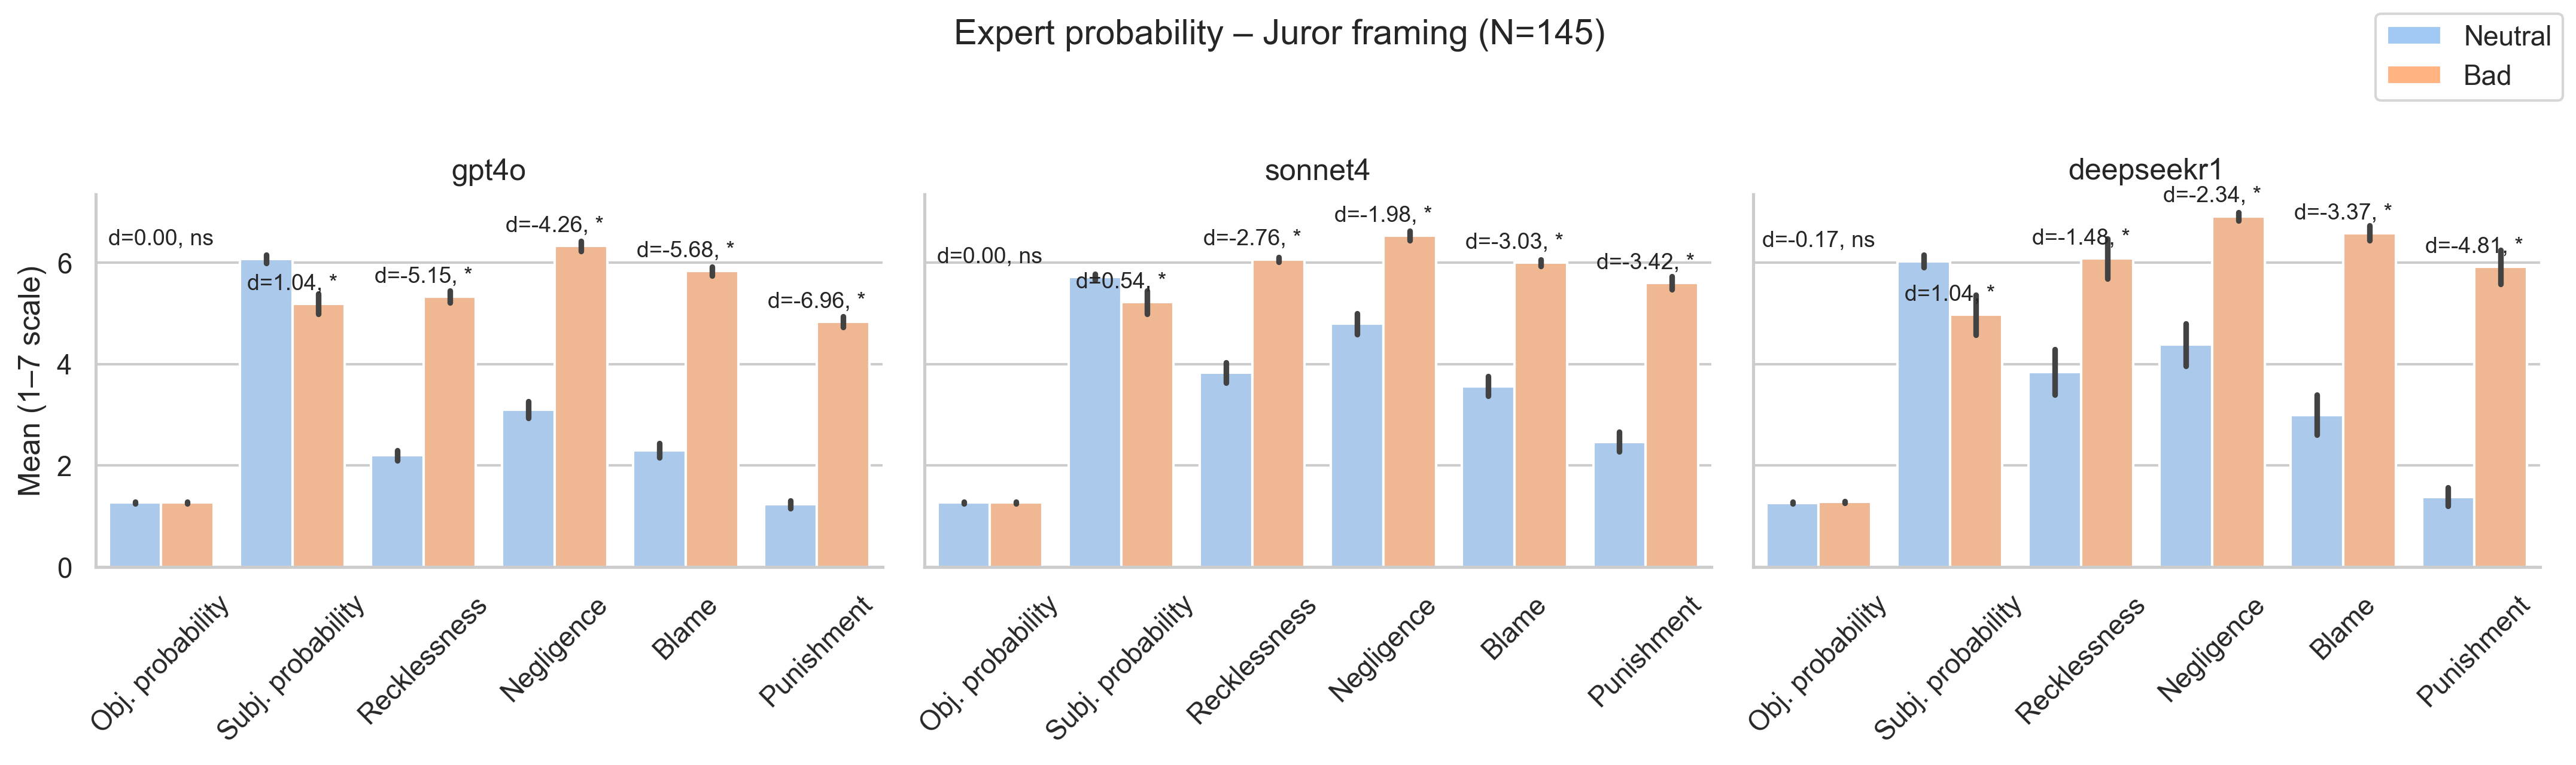 Expert probability – Juror framing (N=145)
Neutral
Bad
gpt4o
sonnet4
deepseekr1
Mean (1–7 scale)
6
4
2
0
d=0.00, ns
d=1.04, *
d=-5.15, *
d=-4.26, *
d=-5.68, *
d=-6.96, *
d=0.00, ns
d=0.54, *
d=-2.76, *
d=-1.98, *
d=-3.03, *
d=-3.42, *
d=-0.17, ns
d=1.04, *
d=-1.48, *
d=-2.34, *
d=-3.37, *
d=-4.81, *
Obj. probability
Subj. probability
Recklessness
Negligence
Blame
Punishment
Obj. probability
Subj. probability
Recklessness
Negligence
Blame
Punishment
Obj. probability
Subj. probability
Recklessness
Negligence
Blame
Punishment